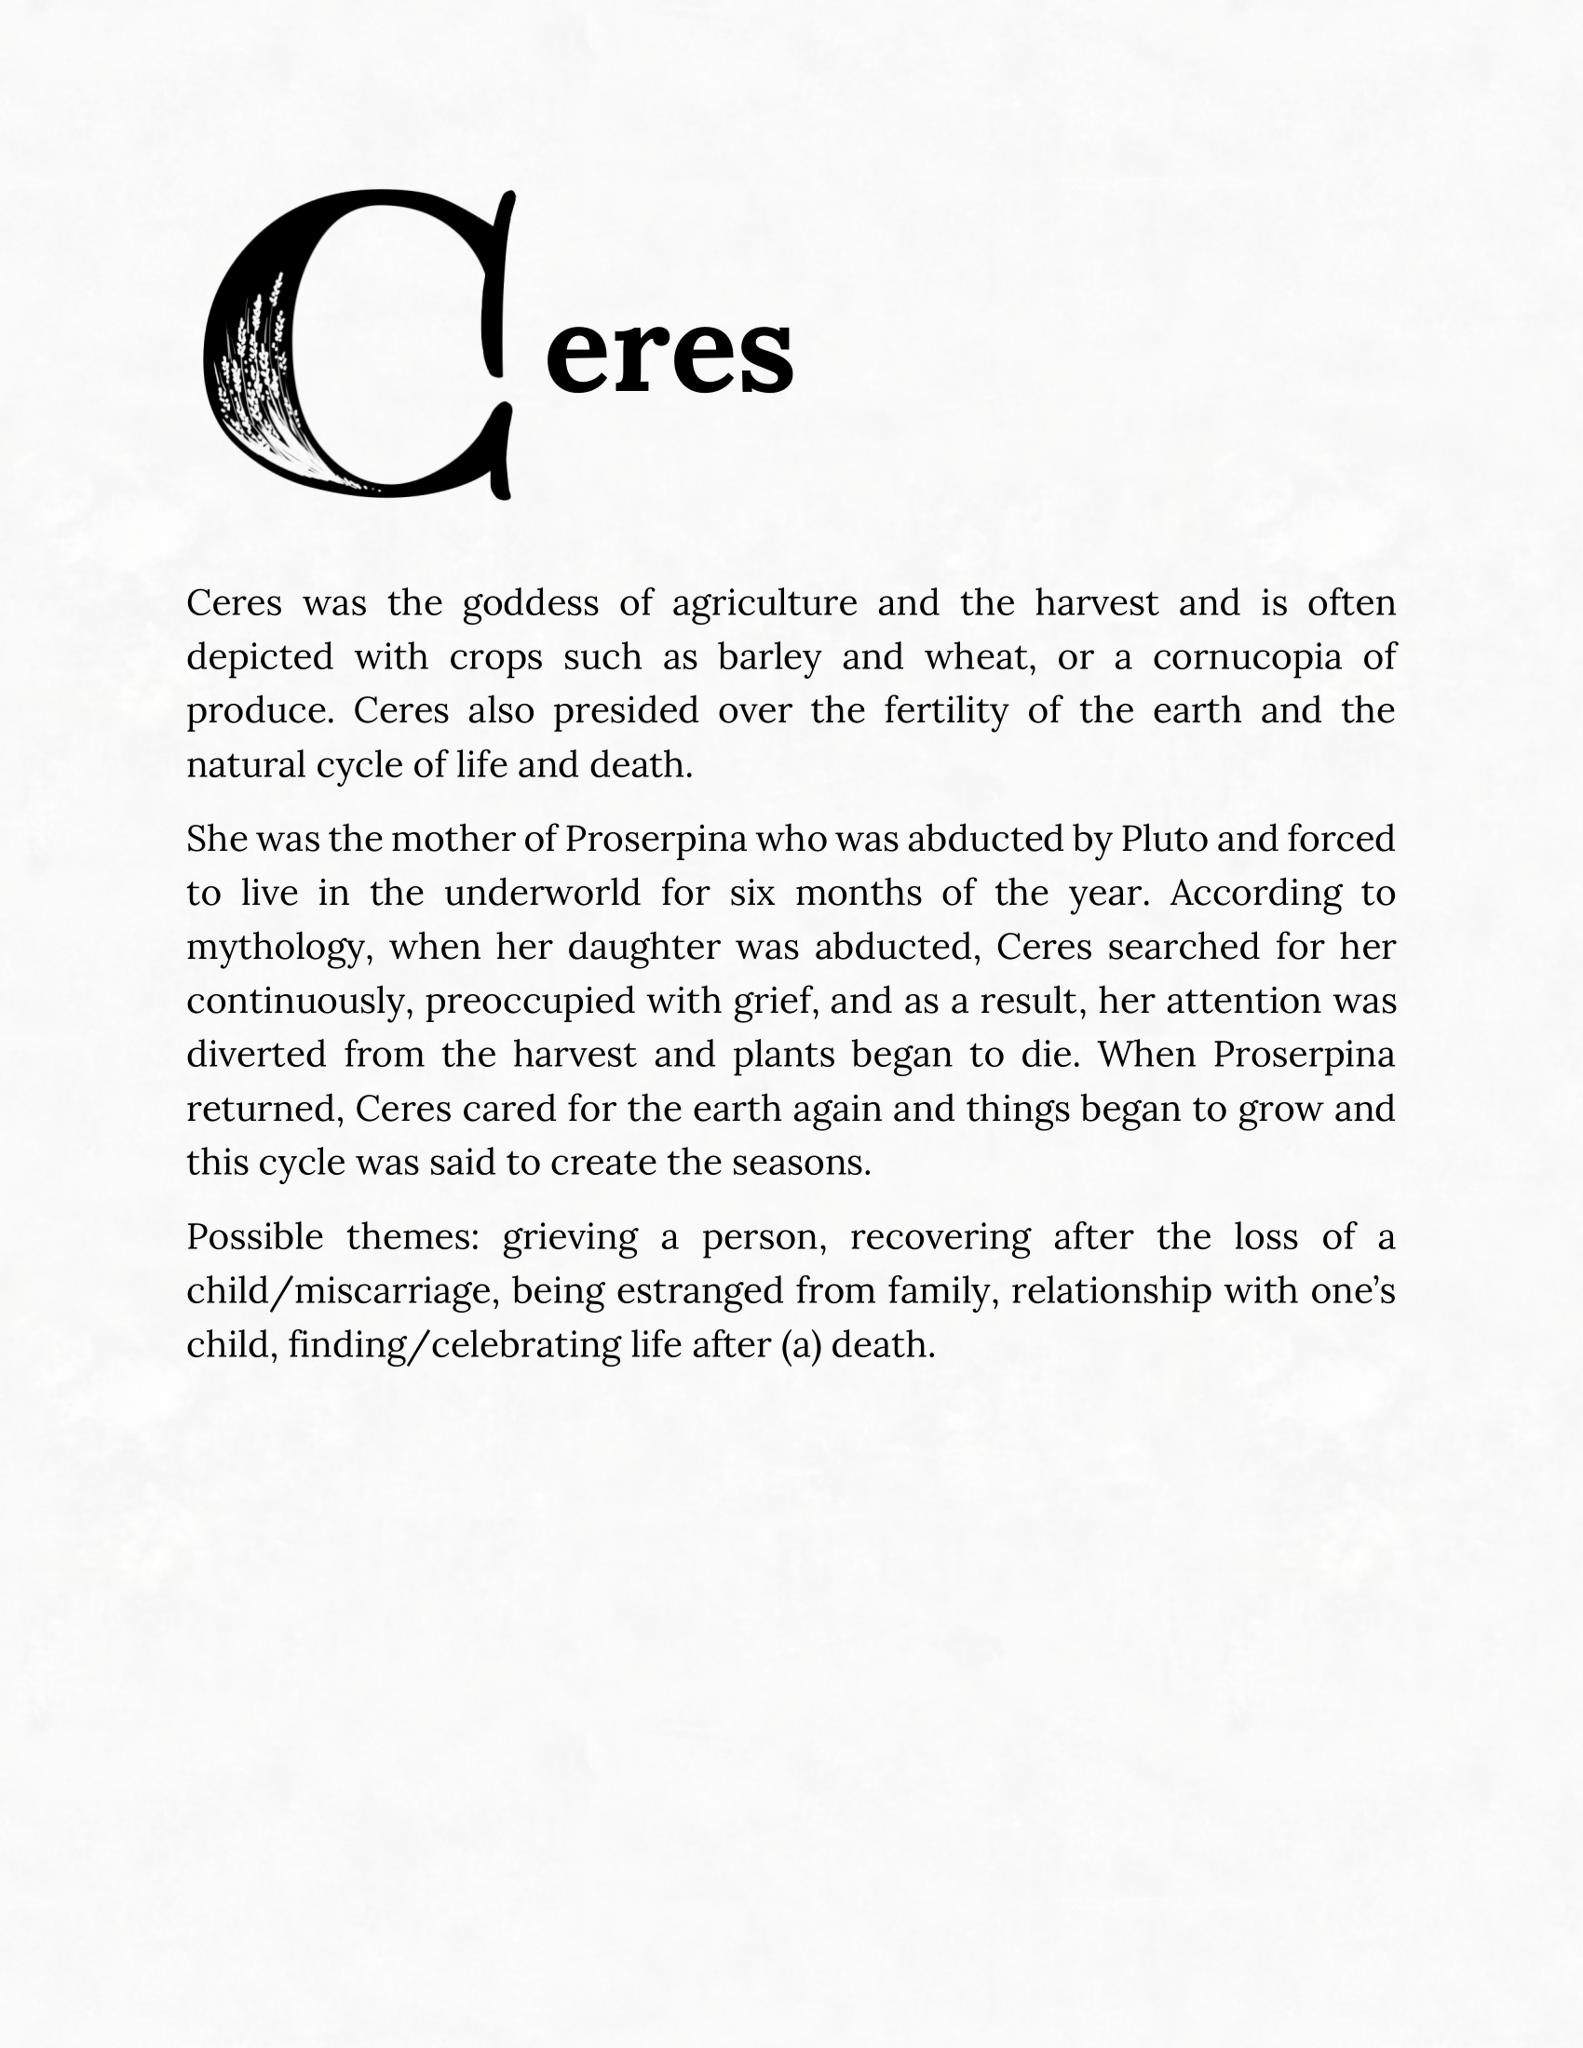 Ceres
Ceres was the goddess of agriculture and the harvest and is often
depicted with crops such as barley and wheat, or a cornucopia of
produce. Ceres also presided over the fertility of the earth and the
natural cycle of life and death.
She was the mother of Proserpina who was abducted by Pluto and forced
to live in the underworld for six months of the year. According to
mythology, when her daughter was abducted, Ceres searched for her
continuously, preoccupied with grief, and as a result, her attention was
diverted from the harvest and plants began to die. When Proserpina
returned, Ceres cared for the earth again and things began to grow and
this cycle was said to create the seasons.
Possible themes: grieving a person, recovering after the loss of a
child/miscarriage, being estranged from family, relationship with one’s
child, finding/celebrating life after (a) death.